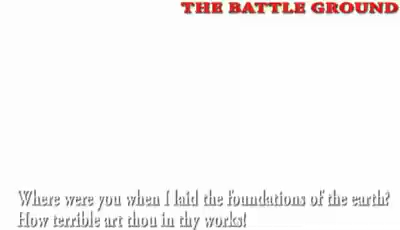 THE BATTLE GROUND
Where were you when I laid the foundations of the earth?
How terrible art thou in thy works!